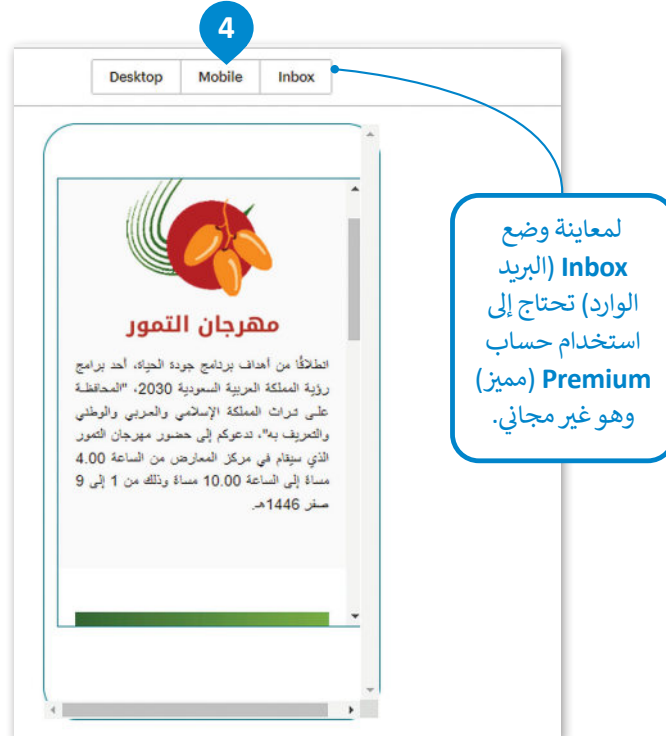 4
Desktop Mobile Inbox
مهرجان التمور
انطلاقًا من أهداف برنامج جودة الحياة، أحد برامج
رؤية المملكة العربية السعودية 2030، "المحافظة
على تراث المملكة الإسلامي والعربي والوطني
والتعريف به"، ندعوكم إلى حضور مهرجان التمور
الذي سيقام في مركز المعارض من الساعة 4.00
مساءً إلى الساعة 10.00 مساءً وذلك من 1 إلى 9
صفر 1446هـ.
لمعاينة وضع
Inbox (البريد
الوارد) تحتاج إلى
استخدام حساب
Premium (مميز)
وهو غير مجاني.